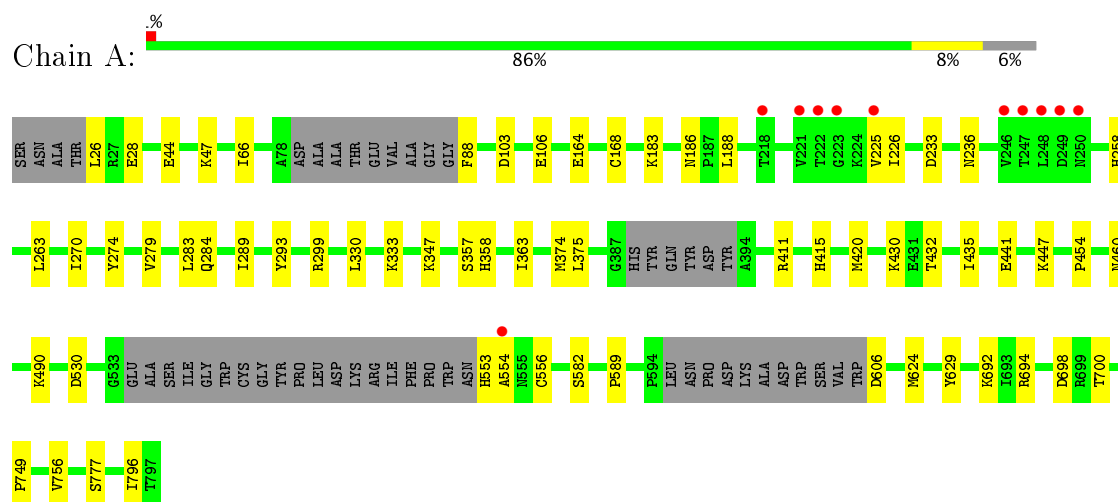 .%
Chain A:
86% 8% 6%
SER ASN ALA THR L26 R27 E28 E44 K47 I66 A78 ASP ALA ALA THR GLU VAL ALA GLY GLY F88 D103 E106 E164 C168 K183 N186 P187 L188 T218 V221 T222 G223 K224 V225 I226 D233 N236 V246 T247 L248 D249 N250 H258
L263 I270 Y274 V279 L283 Q284 I289 Y293 R299 L330 K333 K347 S357 H358 I363 M374 L375 G387 HIS TYR GLN TYR ASP TYR A394 R411 H415 M420 K430 E431 T432 I435 E441 K447 P454 N460
K490 D530 G533 GLU ALA SER ILE GLY TRP CYS GLY TYR PRO LEU ASP LYS ARG ILE PHE PRO TRP ASN H553 A554 N555 C556 S582 P589 P594 LEU ASN PRO ASP LYS ALA ASP TRP SER VAL TRP D606 M624 Y629 K692 I693 R694 D698 R699 T700
P749 V756 S777 I796 T797